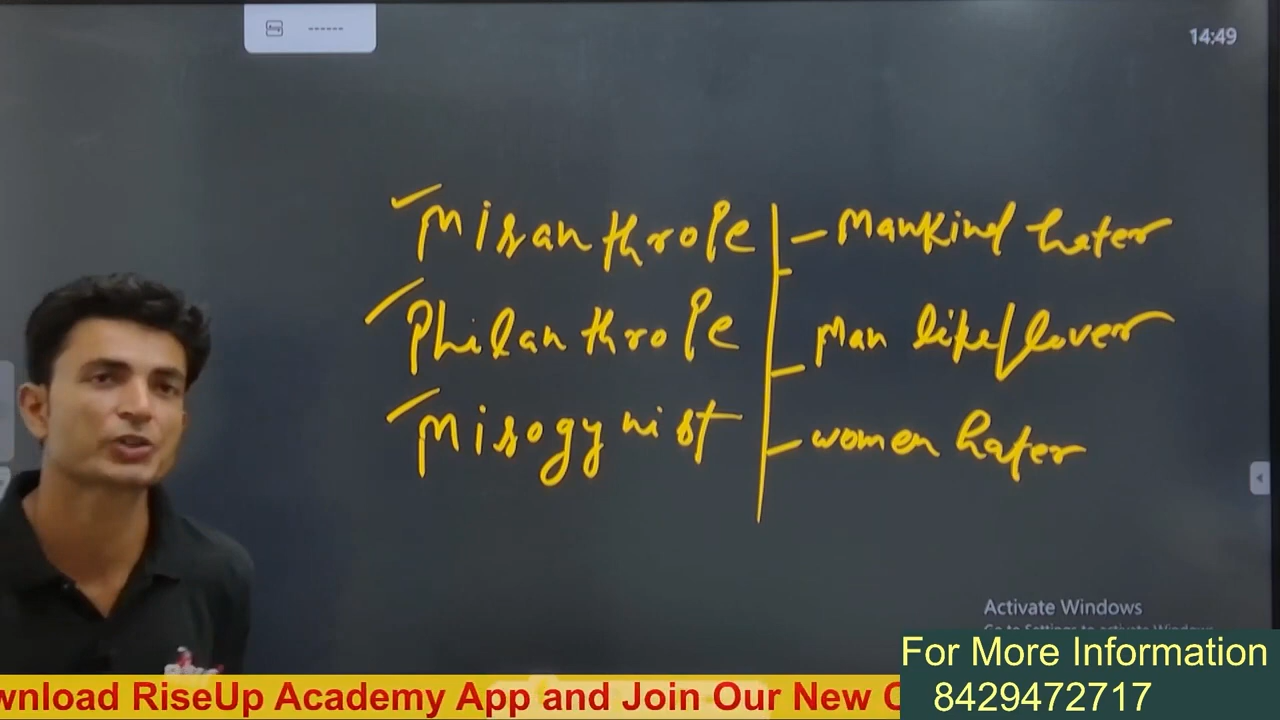 14:49
Misanthrope - Mankind hater
Philanthrope - Man like/lover
Misogynist - women hater
Activate Windows
For More Information
8429472717
wnload RiseUp Academy App and Join Our New